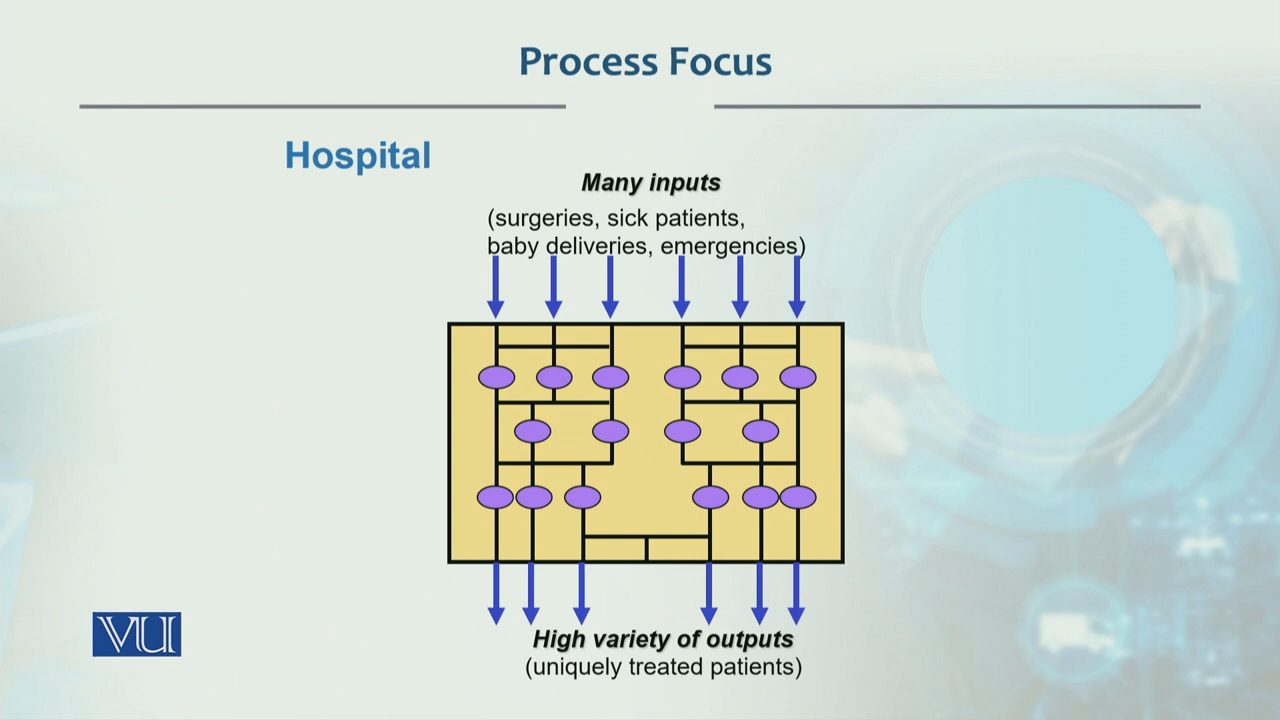 Process Focus
Hospital
Many inputs
(surgeries, sick patients,
baby deliveries, emergencies)
High variety of outputs
(uniquely treated patients)
VU